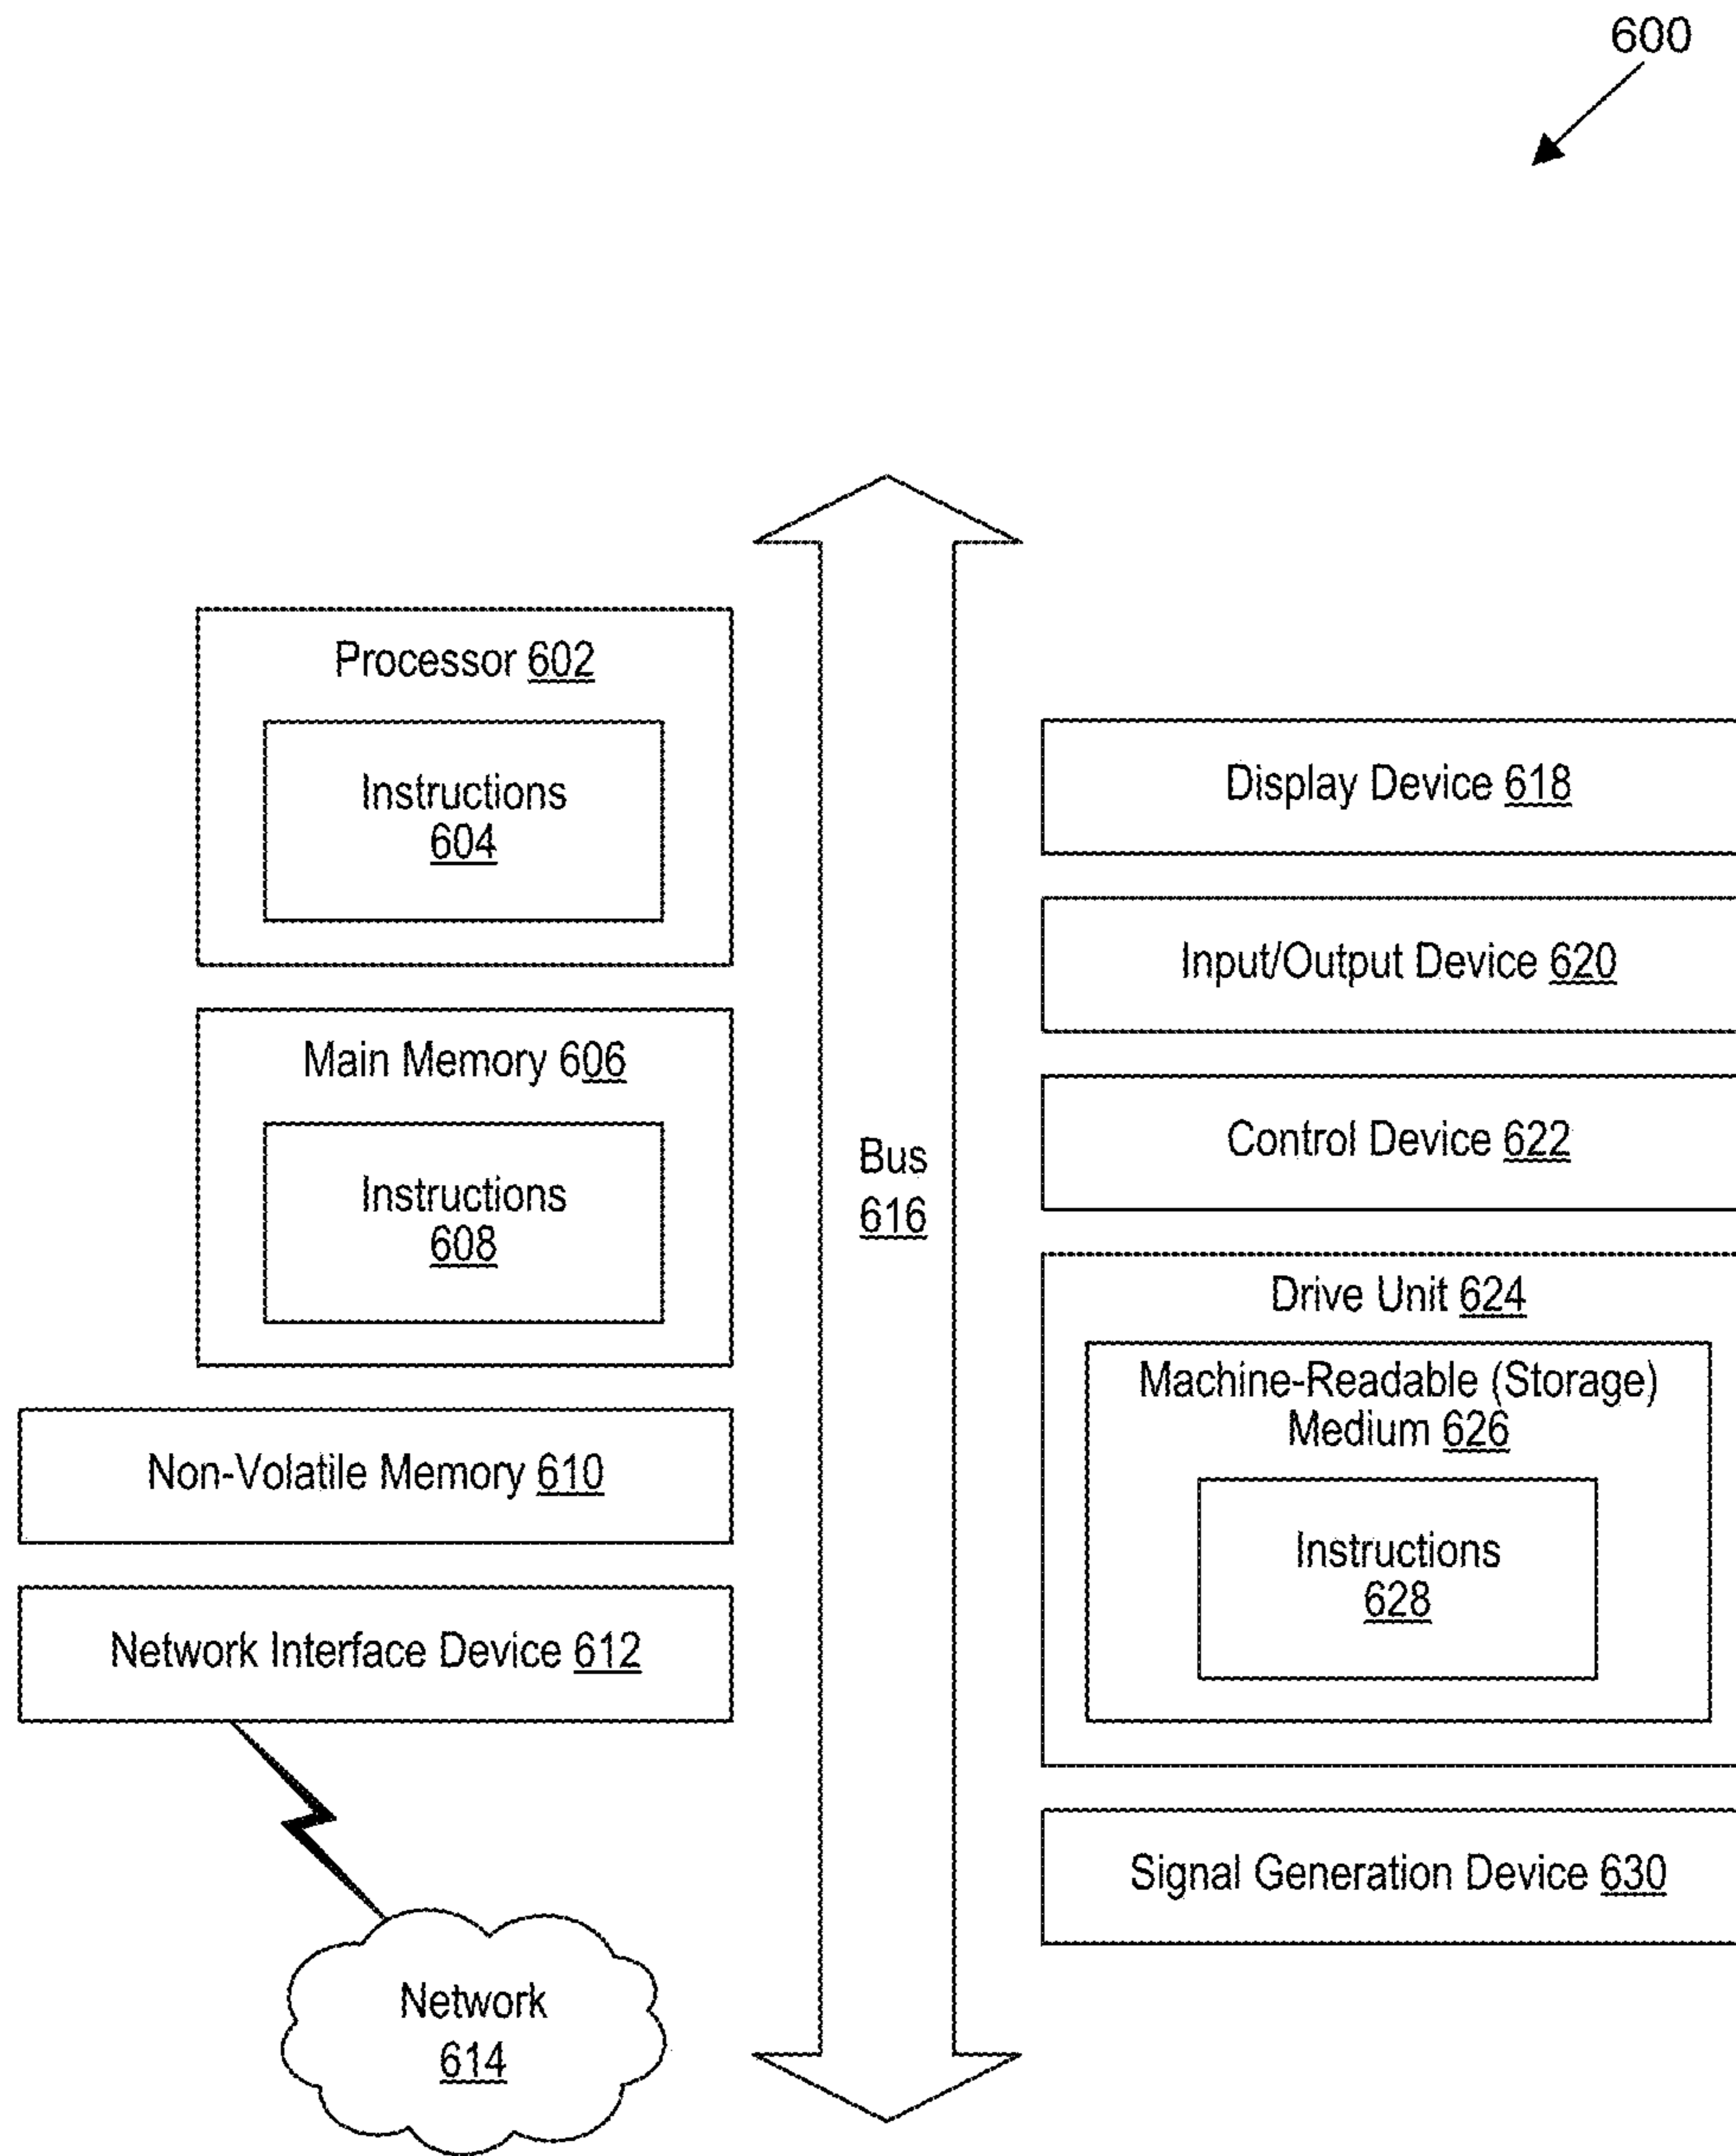 600
Processor 602
Instructions
604
Main Memory 606
Instructions
608
Non-Volatile Memory 610
Network Interface Device 612
Network
614
Bus
616
Display Device 618
Input/Output Device 620
Control Device 622
Drive Unit 624
Machine-Readable (Storage)
Medium 626
Instructions
628
Signal Generation Device 630